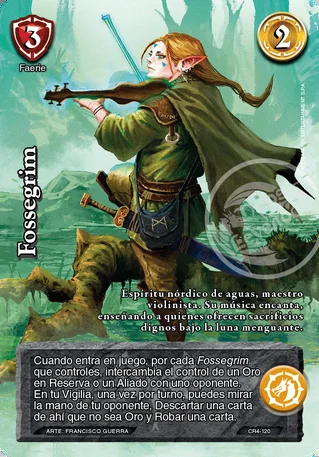 3
2
Faerie
Fossegrim
Espíritu nórdico de aguas, maestro
violinista. Su música encanta,
enseñando a quienes ofrecen sacrificios
dignos bajo la luna menguante.
Cuando entra en juego, por cada Fossegrim
que controles, intercambia el control de un Oro
en Reserva o un Aliado con uno oponente.
En tu Vigilia, una vez por turno, puedes mirar
la mano de tu oponente, Descartar una carta
de ahí que no sea Oro y Robar una carta.
ARTE: FRANCISCO GUERRA
CR4-120